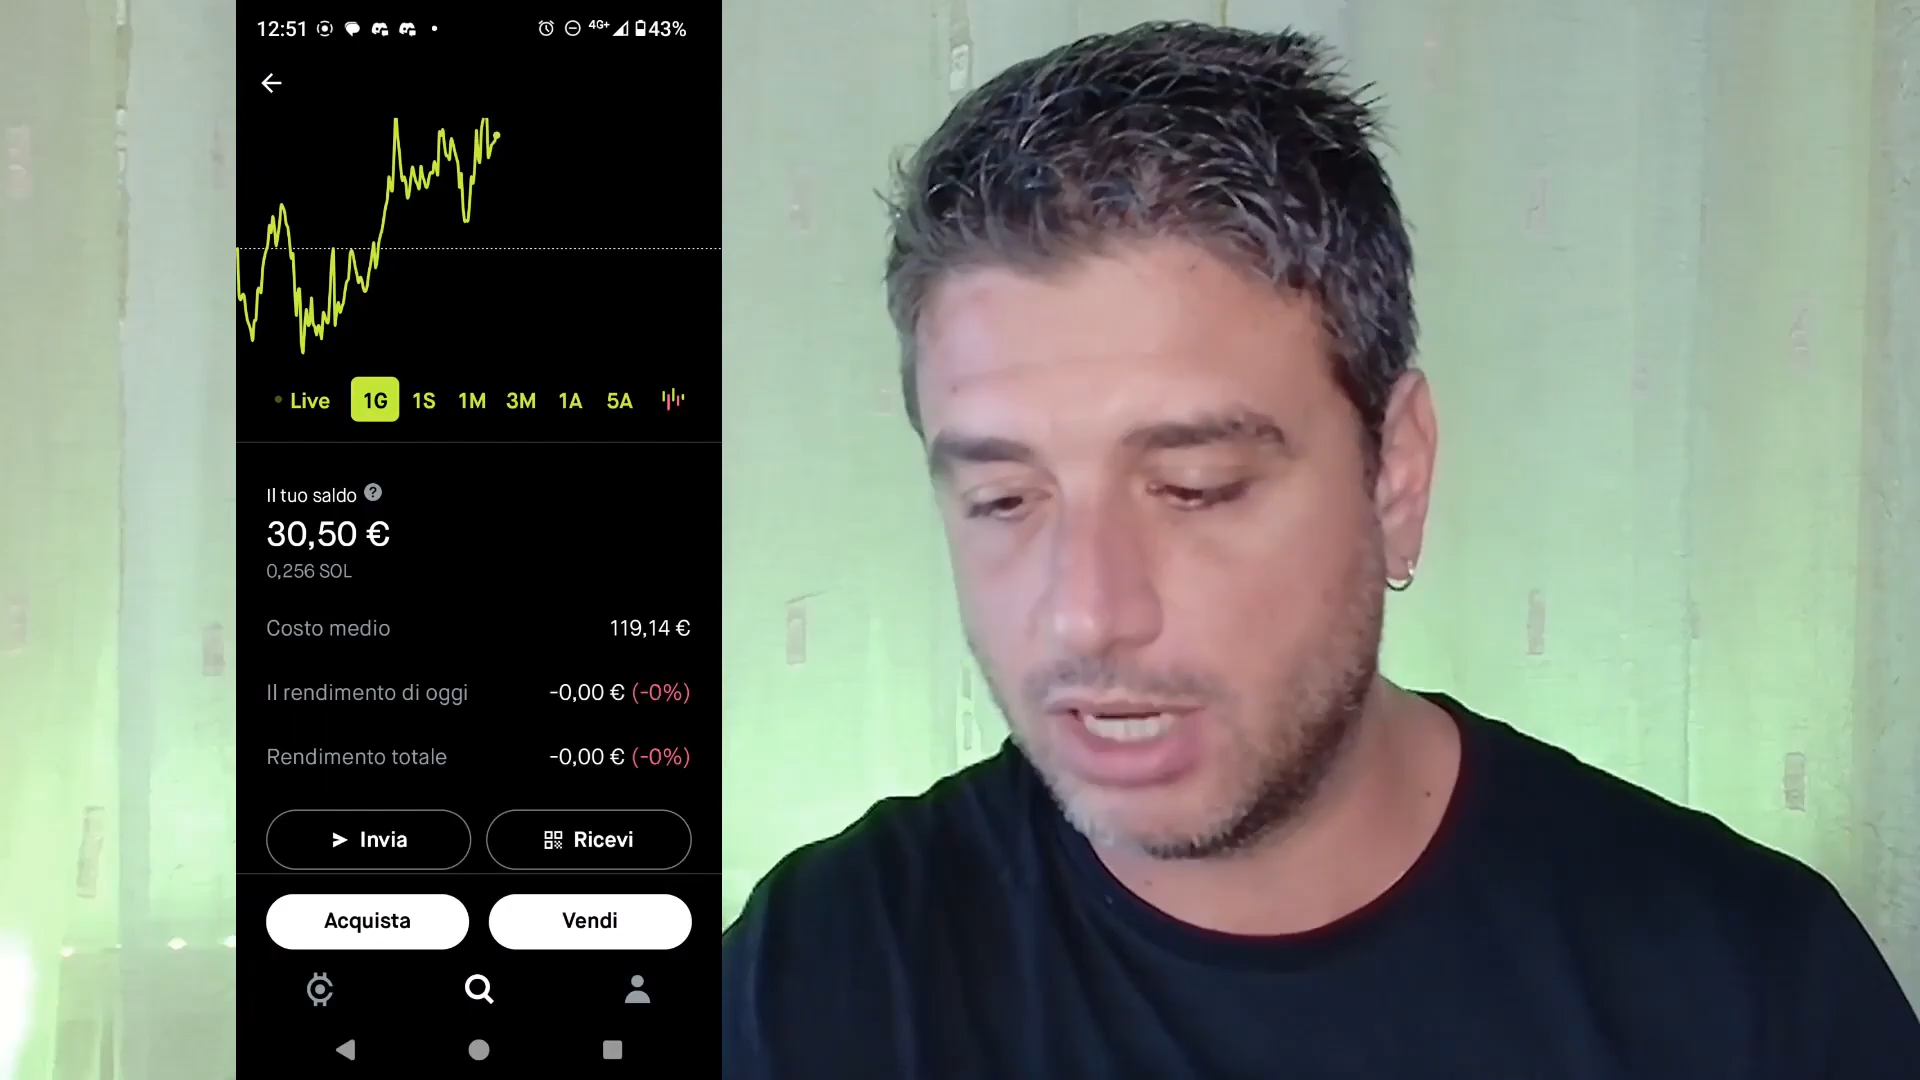 12:51 4G+ 43%
Live 1G 1S 1M 3M 1A 5A
Il tuo saldo ?
30,50 €
0,256 SOL
Costo medio 119,14 €
Il rendimento di oggi -0,00 € (-0%)
Rendimento totale -0,00 € (-0%)
Invia Ricevi
Acquista Vendi